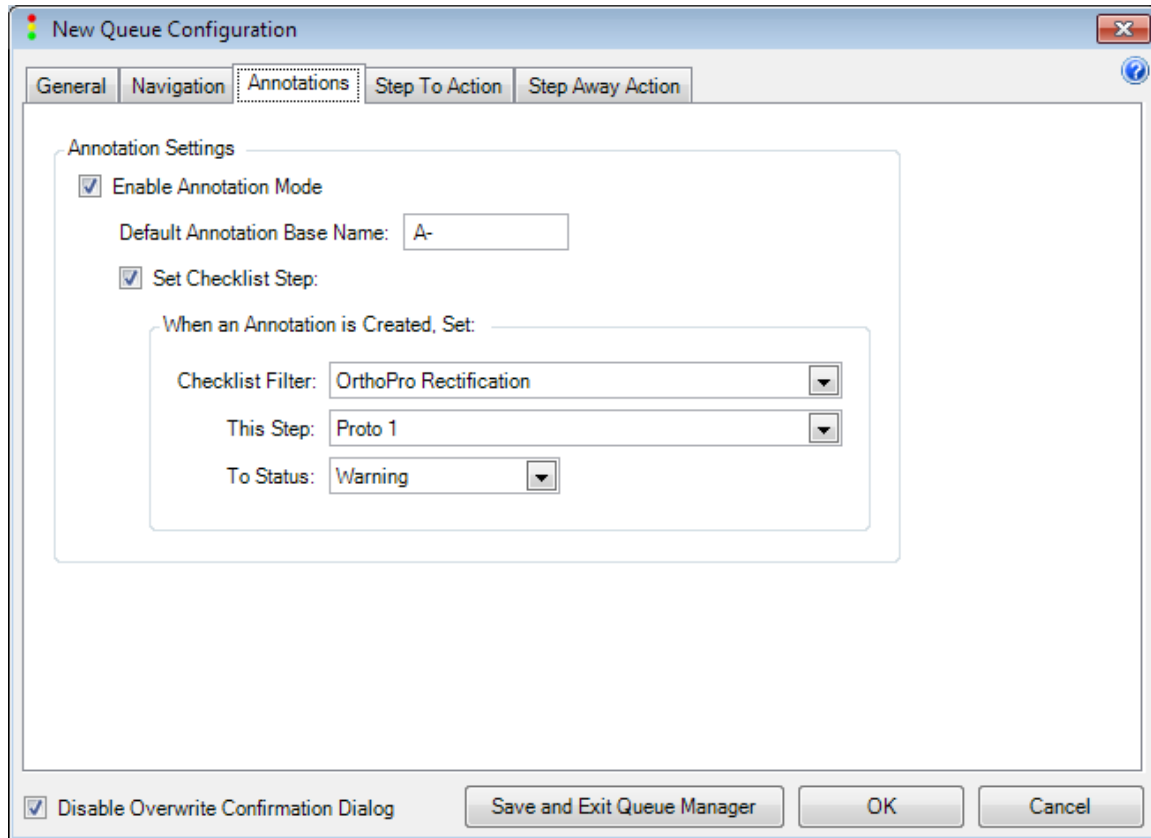 New Queue Configuration
General Navigation Annotations Step To Action Step Away Action
Annotation Settings
Enable Annotation Mode
Default Annotation Base Name: A-
Set Checklist Step:
When an Annotation is Created, Set:
Checklist Filter: OrthoPro Rectification
This Step: Proto 1
To Status: Warning
Disable Overwrite Confirmation Dialog Save and Exit Queue Manager OK Cancel